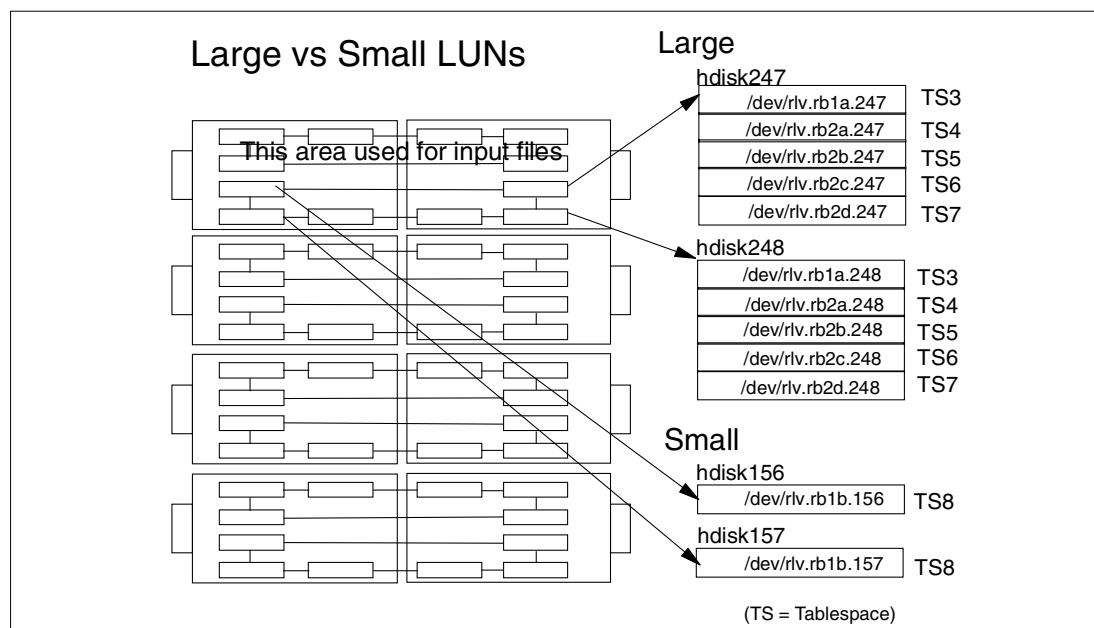 Large vs Small LUNs
This area used for input files
Large
hdisk247
/dev/rlv.rb1a.247 TS3
/dev/rlv.rb2a.247 TS4
/dev/rlv.rb2b.247 TS5
/dev/rlv.rb2c.247 TS6
/dev/rlv.rb2d.247 TS7
hdisk248
/dev/rlv.rb1a.248 TS3
/dev/rlv.rb2a.248 TS4
/dev/rlv.rb2b.248 TS5
/dev/rlv.rb2c.248 TS6
/dev/rlv.rb2d.248 TS7
Small
hdisk156
/dev/rlv.rb1b.156 TS8
hdisk157
/dev/rlv.rb1b.157 TS8
(TS = Tablespace)